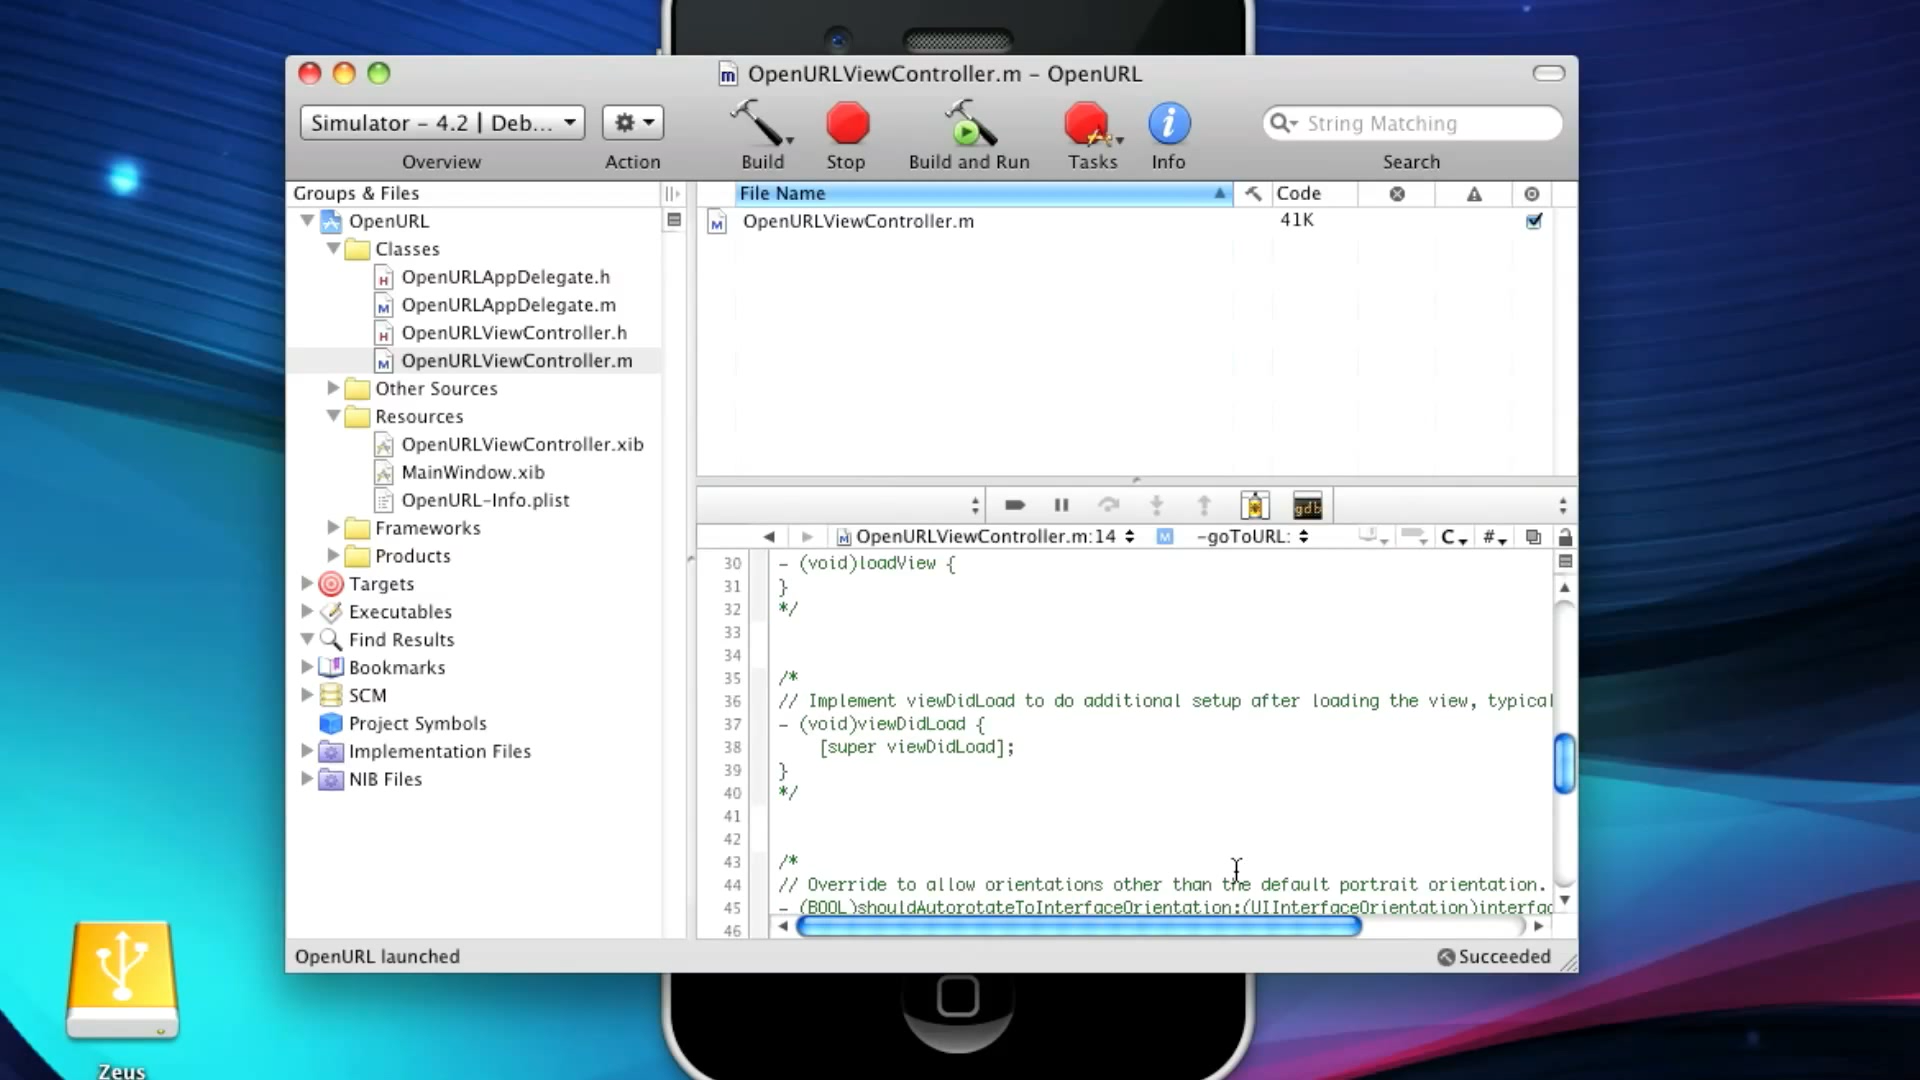 OpenURLViewController.m – OpenURL
Simulator – 4.2 | Deb...
String Matching
Overview
Action
Build
Stop
Build and Run
Tasks
Info
Search
Groups & Files
File Name
Code
OpenURL
OpenURLViewController.m
41K
Classes
OpenURLAppDelegate.h
OpenURLAppDelegate.m
OpenURLViewController.h
OpenURLViewController.m
Other Sources
Resources
OpenURLViewController.xib
MainWindow.xib
OpenURL-Info.plist
Frameworks
Products
Targets
Executables
Find Results
Bookmarks
SCM
Project Symbols
Implementation Files
NIB Files
gdb
OpenURLViewController.m:14
M
-goToURL:
C
#
30 - (void)loadView {
31 }
32 */
33
34
35 /*
36 // Implement viewDidLoad to do additional setup after loading the view, typical
37 - (void)viewDidLoad {
38 [super viewDidLoad];
39 }
40 */
41
42
43 /*
44 // Override to allow orientations other than the default portrait orientation.
45 - (BOOL)shouldAutorotateToInterfaceOrientation:(UIInterfaceOrientation)interfac
46
OpenURL launched
Succeeded
Zeus